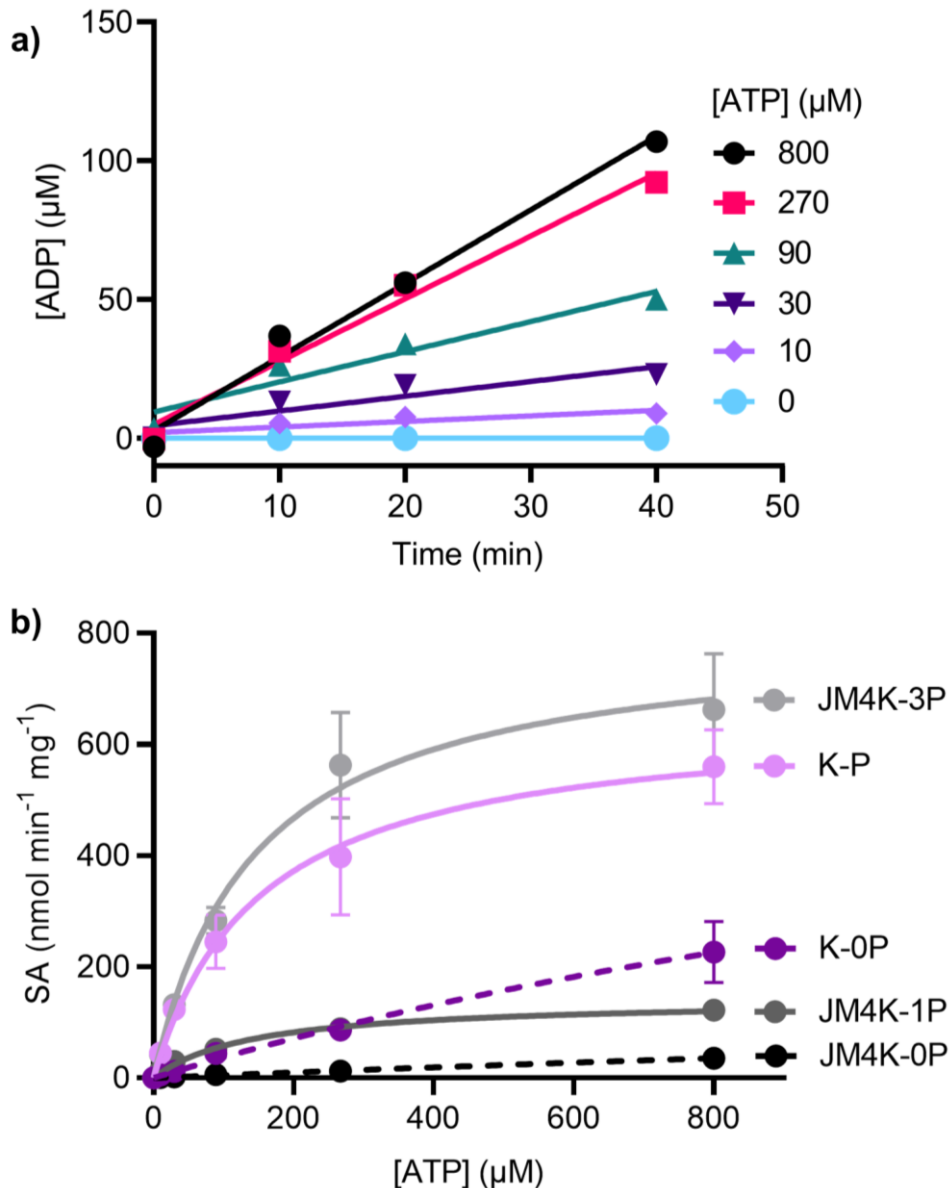 a)
150
100
50
0
[ADP] (µM)
0 10 20 30 40 50
Time (min)
[ATP] (µM)
800
270
90
30
10
0
b)
800
600
400
200
0
SA (nmol min⁻¹ mg⁻¹)
0 200 400 600 800
[ATP] (µM)
JM4K-3P
K-P
K-0P
JM4K-1P
JM4K-0P